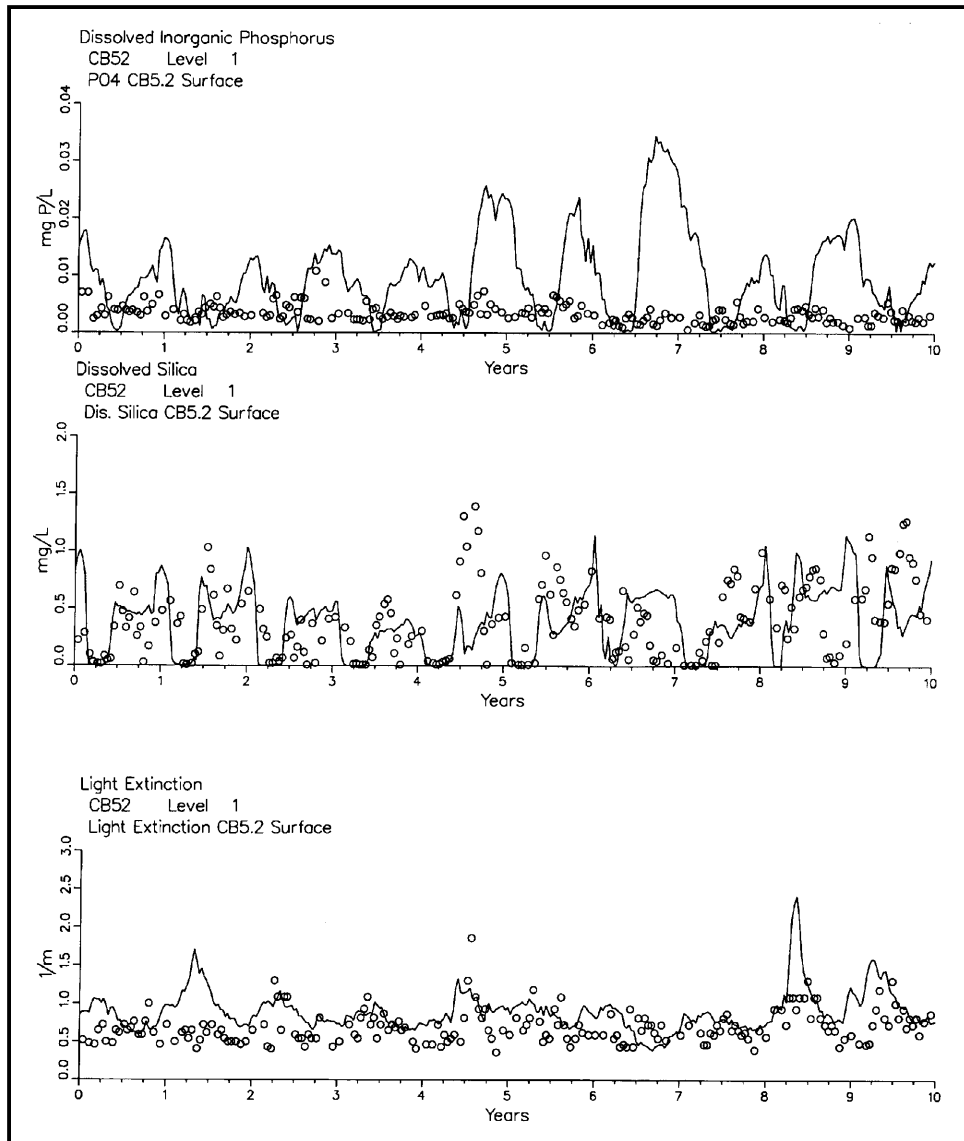 Dissolved Inorganic Phosphorus
CB52 Level 1
PO4 CB5.2 Surface
0.04
0.03
0.02
0.01
0.00
mg P/L
0 1 2 3 4 5 6 7 8 9 10
Years
Dissolved Silica
CB52 Level 1
Dis. Silica CB5.2 Surface
2.0
1.5
1.0
0.5
0.0
mg/L
0 1 2 3 4 5 6 7 8 9 10
Years
Light Extinction
CB52 Level 1
Light Extinction CB5.2 Surface
3.0
2.5
2.0
1.5
1.0
0.5
0.0
1/m
0 1 2 3 4 5 6 7 8 9 10
Years